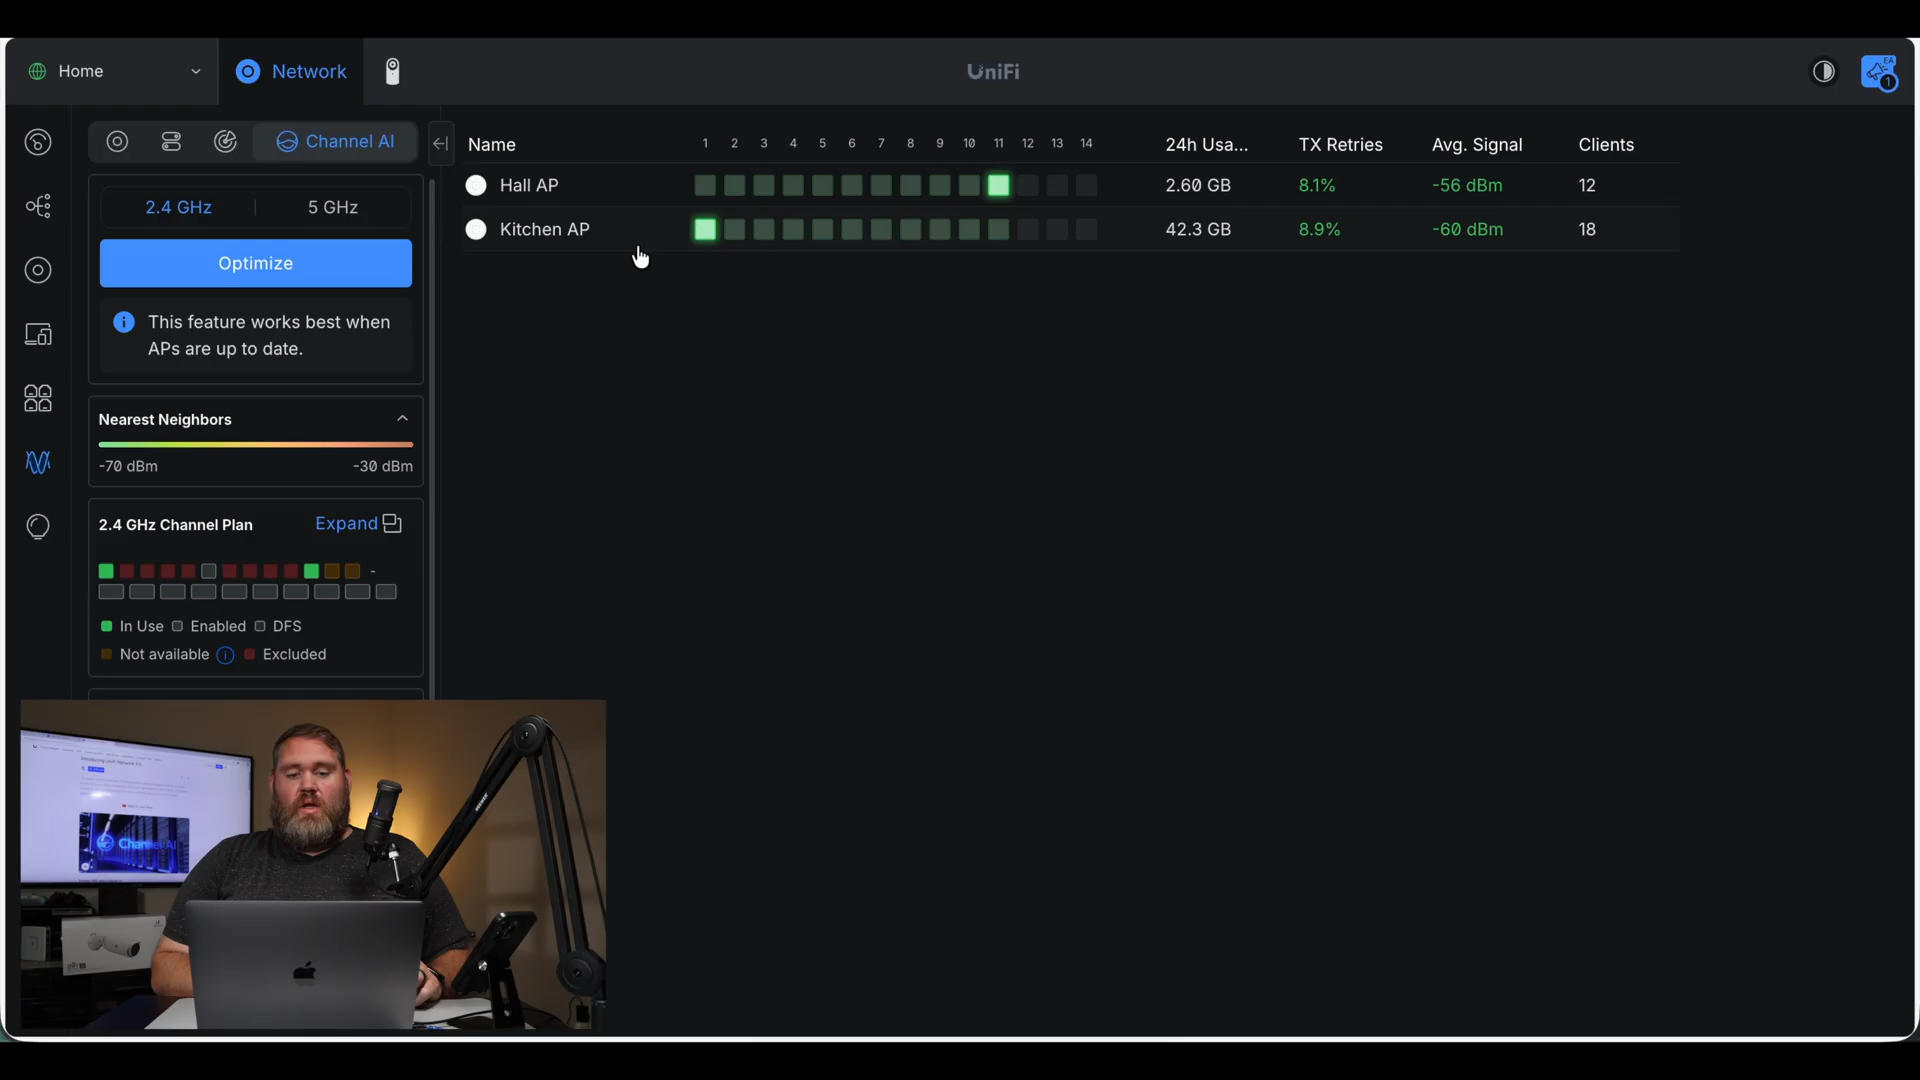 Home
Network
UniFi
EA
1
Channel AI
2.4 GHz
5 GHz
Optimize
This feature works best when
APs are up to date.
Nearest Neighbors
-70 dBm
-30 dBm
2.4 GHz Channel Plan
Expand
-
In Use
Enabled
DFS
Not available
Excluded
Name 1 2 3 4 5 6 7 8 9 10 11 12 13 14 24h Usa... TX Retries Avg. Signal Clients
Hall AP 2.60 GB 8.1% -56 dBm 12
Kitchen AP 42.3 GB 8.9% -60 dBm 18
Channel AI